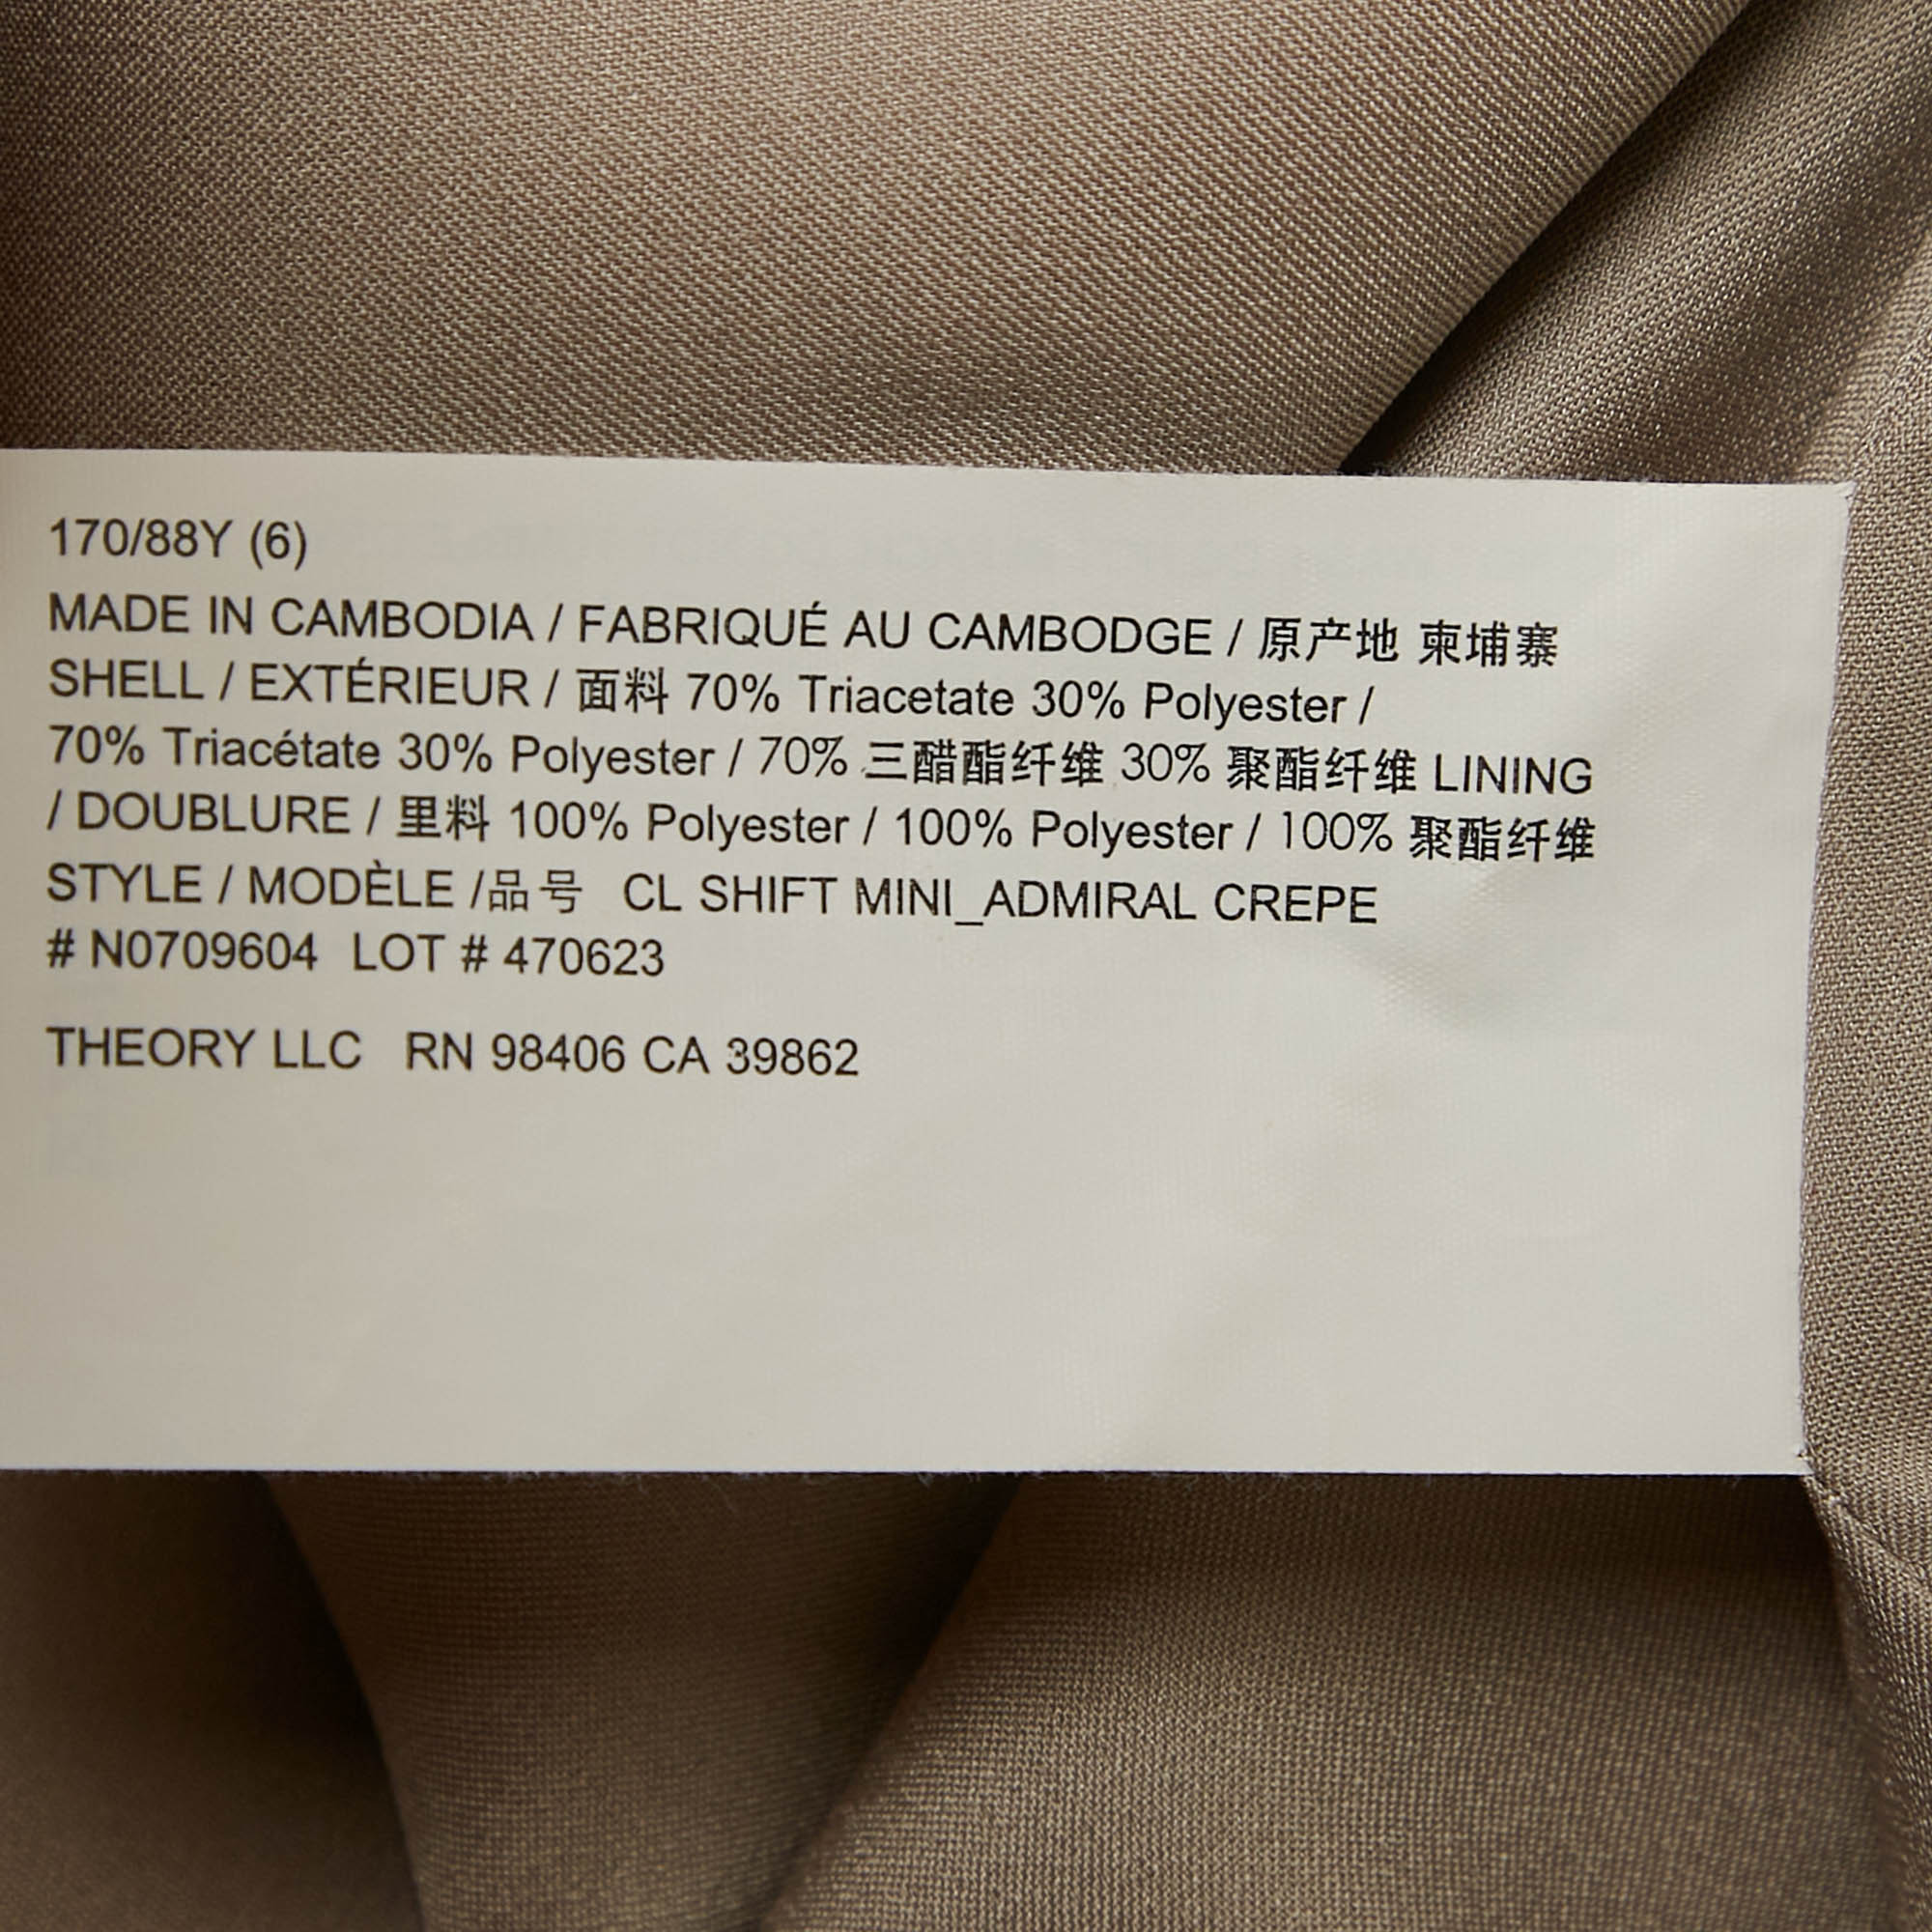 170/88Y (6)
MADE IN CAMBODIA / FABRIQUÉ AU CAMBODGE / 原产地 柬埔寨
SHELL / EXTÉRIEUR / 面料 70% Triacetate 30% Polyester /
70% Triacétate 30% Polyester / 70% 三醋酯纤维 30% 聚酯纤维 LINING
/ DOUBLURE / 里料 100% Polyester / 100% Polyester / 100% 聚酯纤维
STYLE / MODÈLE /品号 CL SHIFT MINI_ADMIRAL CREPE
# N0709604 LOT # 470623
THEORY LLC RN 98406 CA 39862